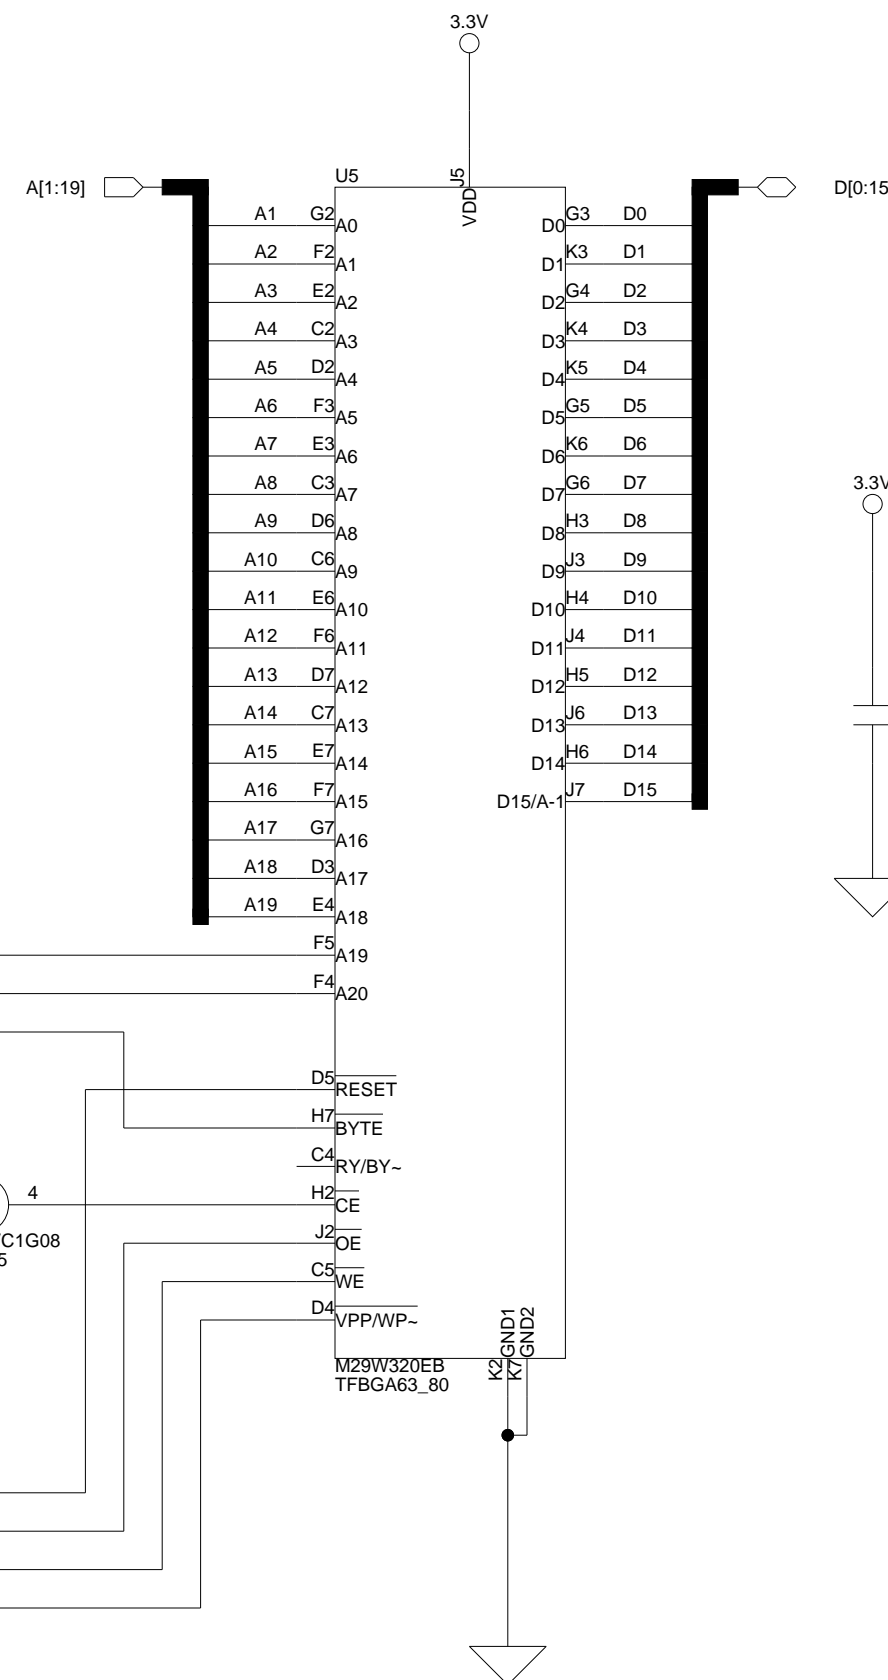 3.3V
A[1:19]
U5
J5
VDD
D[0:15
A1 G2 A0 D0 G3 D0
A2 F2 A1 D1 K3 D1
A3 E2 A2 D2 G4 D2
A4 C2 A3 D3 K4 D3
A5 D2 A4 D4 K5 D4
A6 F3 A5 D5 G5 D5
A7 E3 A6 D6 K6 D6
A8 C3 A7 D7 G6 D7
3.3V
A9 D6 A8 D8 H3 D8
A10 C6 A9 D9 J3 D9
A11 E6 A10 D10 H4 D10
A12 F6 A11 D11 J4 D11
A13 D7 A12 D12 H5 D12
A14 C7 A13 D13 J6 D13
A15 E7 A14 D14 H6 D14
A16 F7 A15 D15/A-1 J7 D15
A17 G7 A16
A18 D3 A17
A19 E4 A18
F5 A19
F4 A20
D5 RESET
H7 BYTE
C4 RY/BY~
4 H2 CE
C1G08
5
J2 OE
C5 WE
D4 VPP/WP~
GND1
GND2
K2
K7
M29W320EB
TFBGA63_80